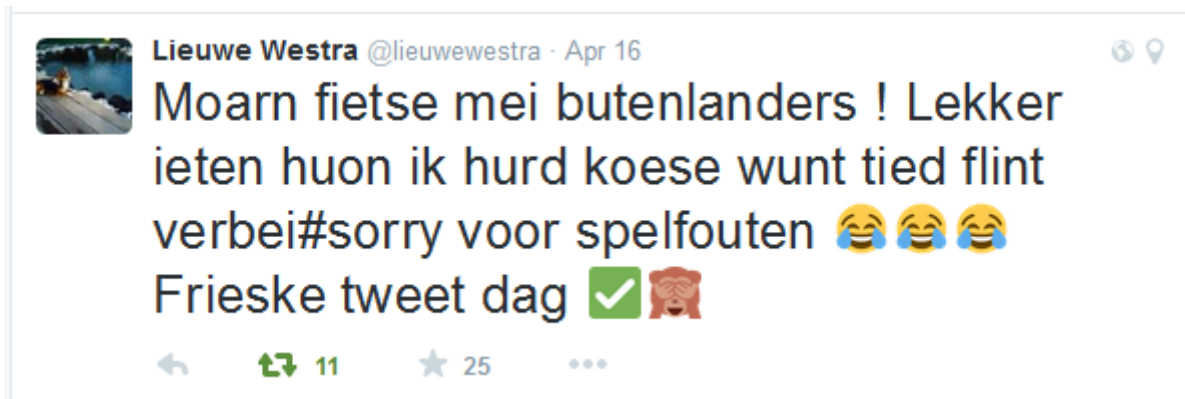 Lieuwe Westra @lieuwewestra · Apr 16
Moarn fietse mei butenlanders ! Lekker
ieten huon ik hurd koese wunt tied flint
verbei#sorry voor spelfouten 😂😂😂
Frieske tweet dag ✅🙈
11 25